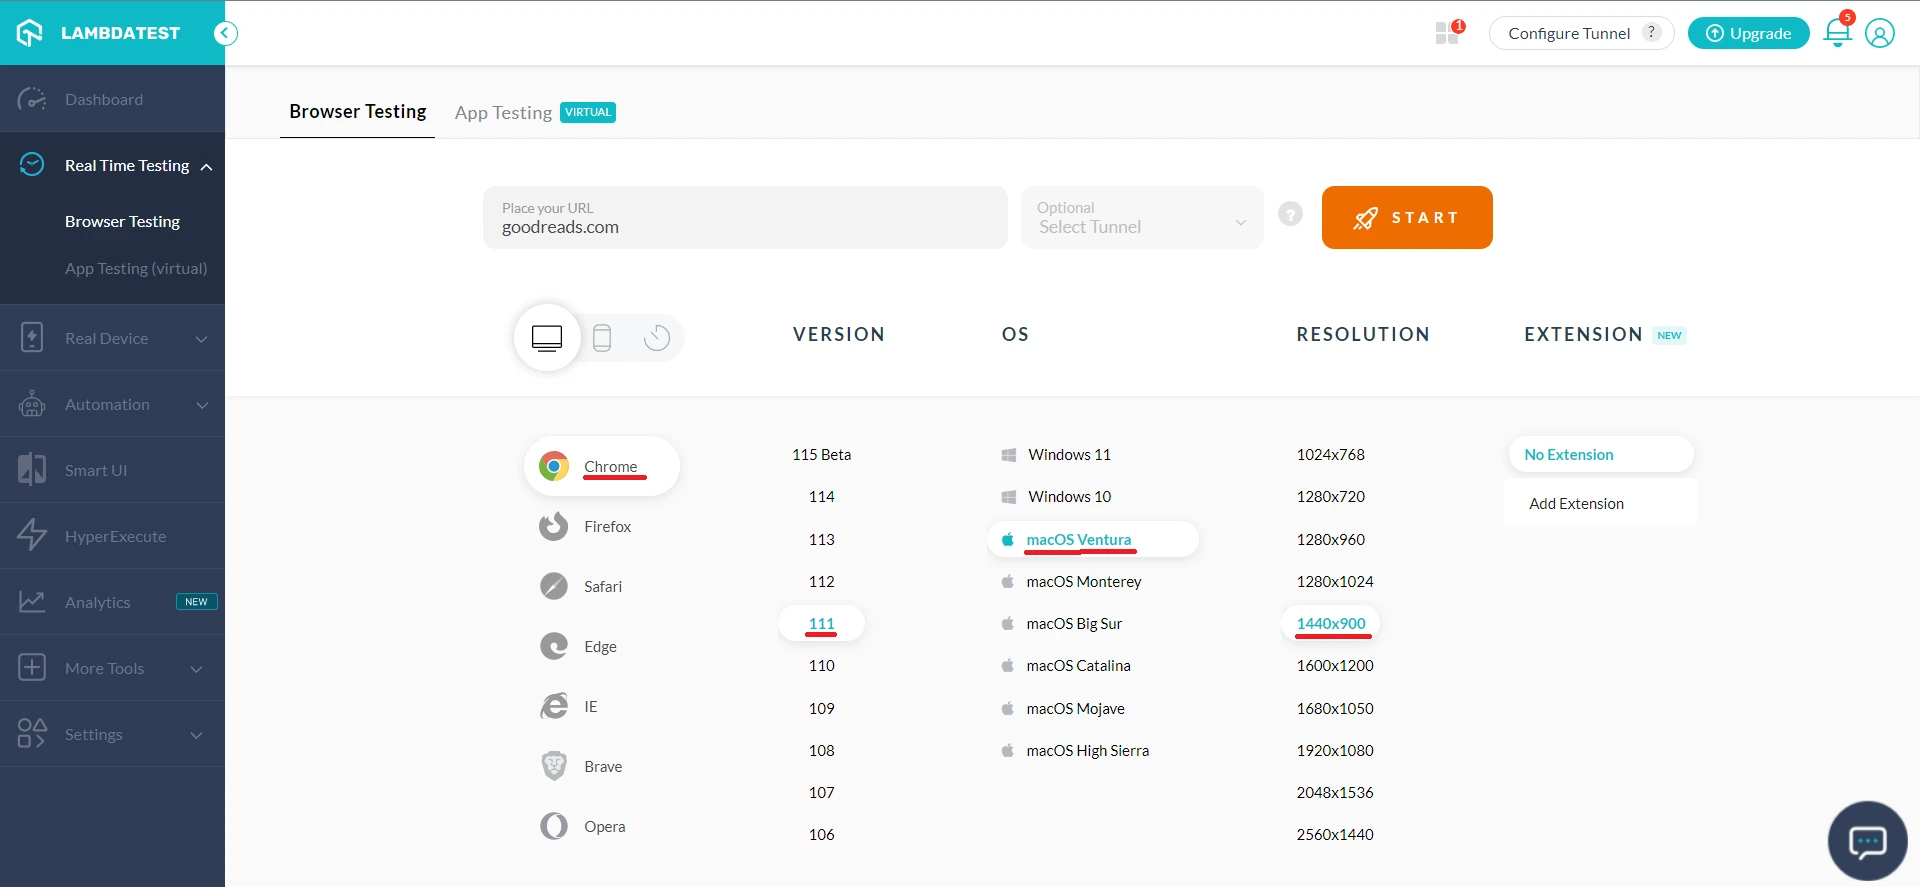 LAMBDATEST
1
Configure Tunnel ?
Upgrade
5
Dashboard
Real Time Testing
Browser Testing
App Testing (virtual)
Real Device
Automation
Smart UI
HyperExecute
Analytics NEW
More Tools
Settings
Browser Testing App Testing VIRTUAL
Place your URL
goodreads.com
Optional
Select Tunnel
?
START
VERSION OS RESOLUTION EXTENSION NEW
Chrome
Firefox
Safari
Edge
IE
Brave
Opera
115 Beta
114
113
112
111
110
109
108
107
106
Windows 11
Windows 10
macOS Ventura
macOS Monterey
macOS Big Sur
macOS Catalina
macOS Mojave
macOS High Sierra
1024x768
1280x720
1280x960
1280x1024
1440x900
1600x1200
1680x1050
1920x1080
2048x1536
2560x1440
No Extension
Add Extension